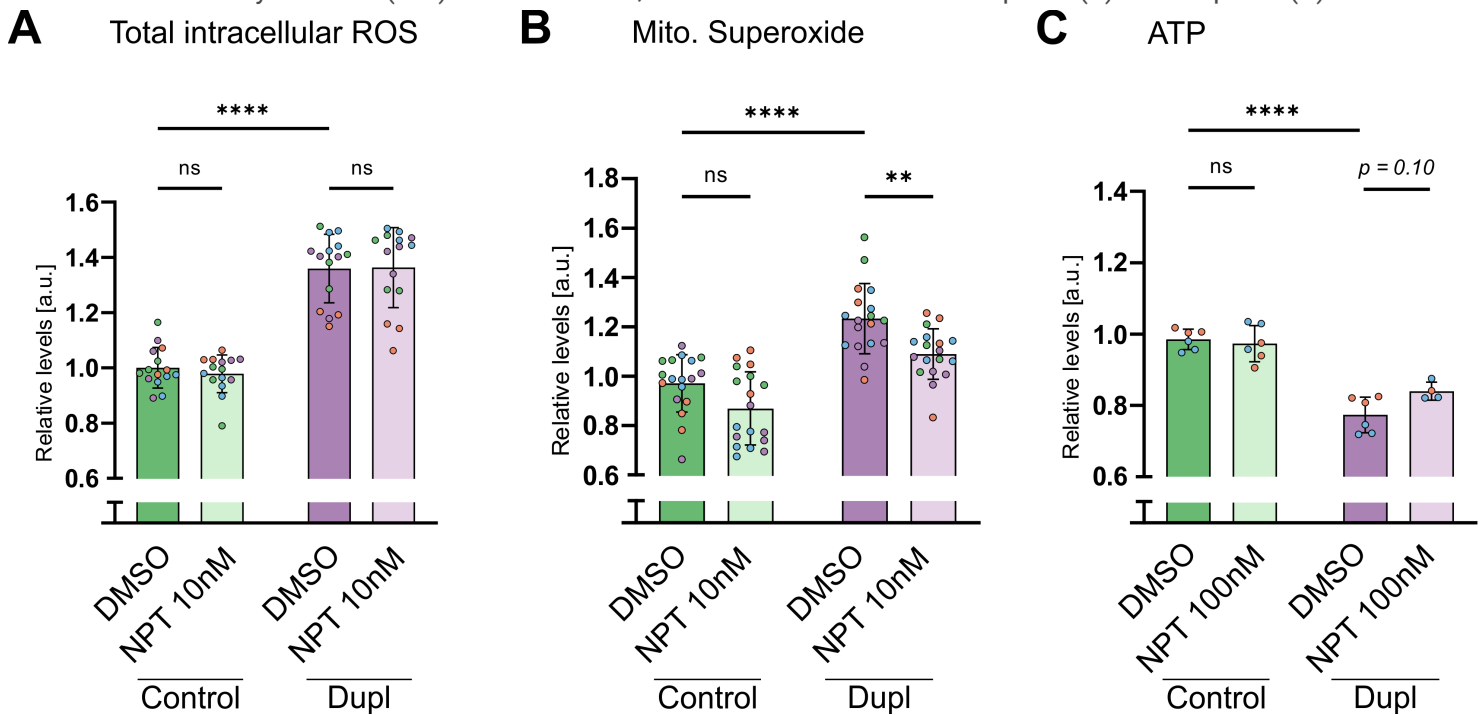 A Total intracellular ROS
****
ns
ns
Relative levels [a.u.]
1.6
1.4
1.2
1.0
0.8
0.6
DMSO
NPT 10nM
DMSO
NPT 10nM
Control
Dupl
B Mito. Superoxide
****
ns
**
Relative levels [a.u.]
1.8
1.6
1.4
1.2
1.0
0.8
0.6
DMSO
NPT 10nM
DMSO
NPT 10nM
Control
Dupl
C ATP
****
ns
p = 0.10
Relative levels [a.u.]
1.4
1.2
1.0
0.8
0.6
DMSO
NPT 100nM
DMSO
NPT 100nM
Control
Dupl